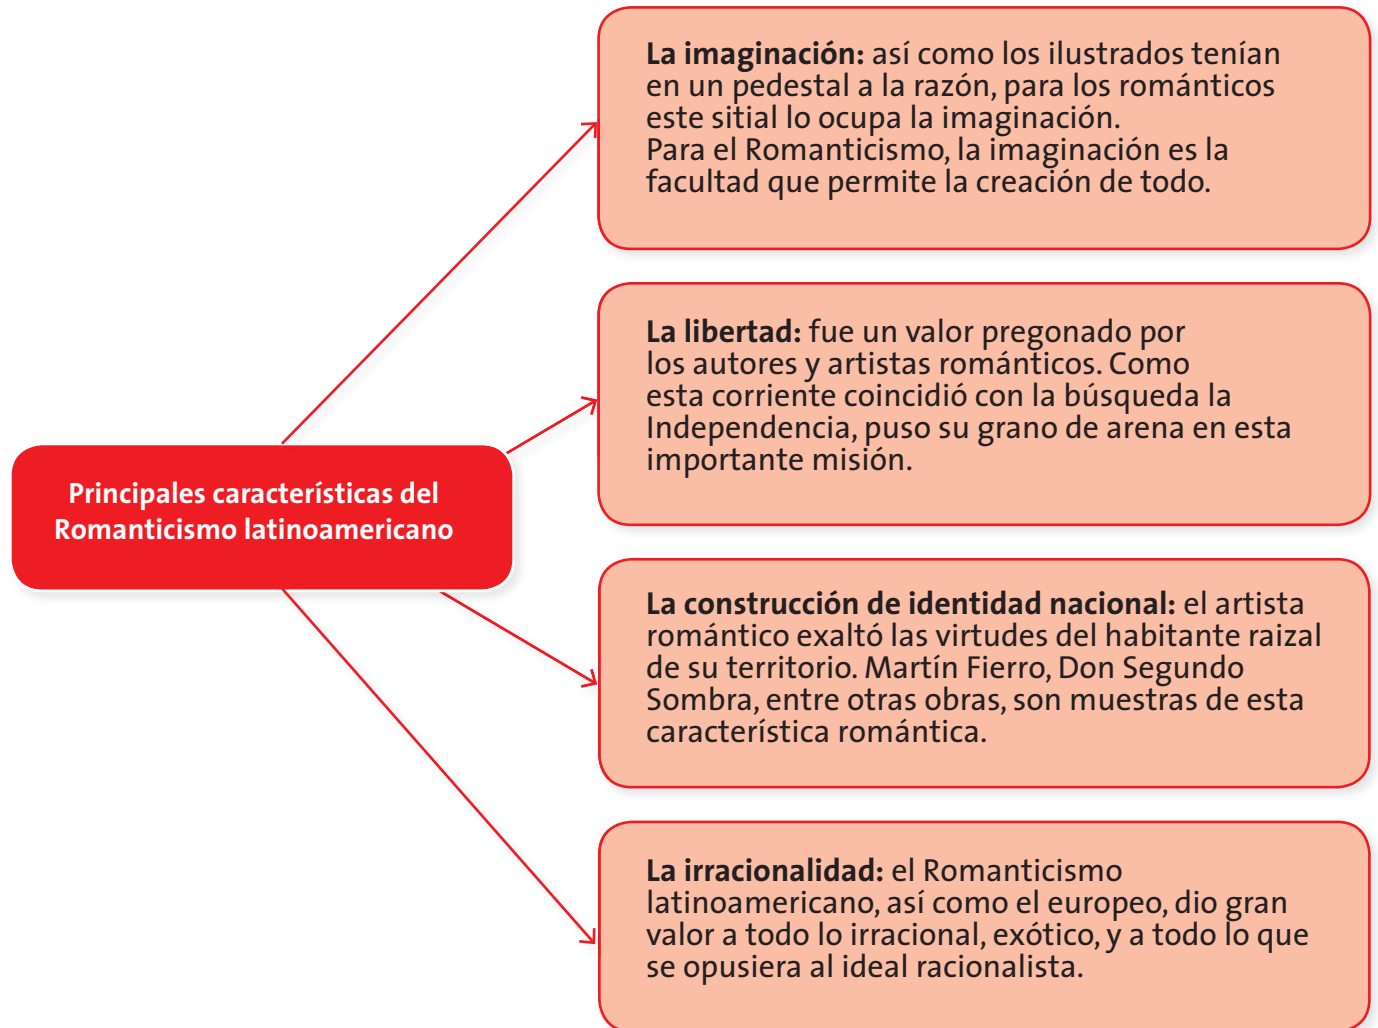 La imaginación: así como los ilustrados tenían
en un pedestal a la razón, para los románticos
este sitial lo ocupa la imaginación.
Para el Romanticismo, la imaginación es la
facultad que permite la creación de todo.
La libertad: fue un valor pregonado por
los autores y artistas románticos. Como
esta corriente coincidió con la búsqueda la
Independencia, puso su grano de arena en esta
importante misión.
Principales características del
Romanticismo latinoamericano
La construcción de identidad nacional: el artista
romántico exaltó las virtudes del habitante raizal
de su territorio. Martín Fierro, Don Segundo
Sombra, entre otras obras, son muestras de esta
característica romántica.
La irracionalidad: el Romanticismo
latinoamericano, así como el europeo, dio gran
valor a todo lo irracional, exótico, y a todo lo que
se opusiera al ideal racionalista.